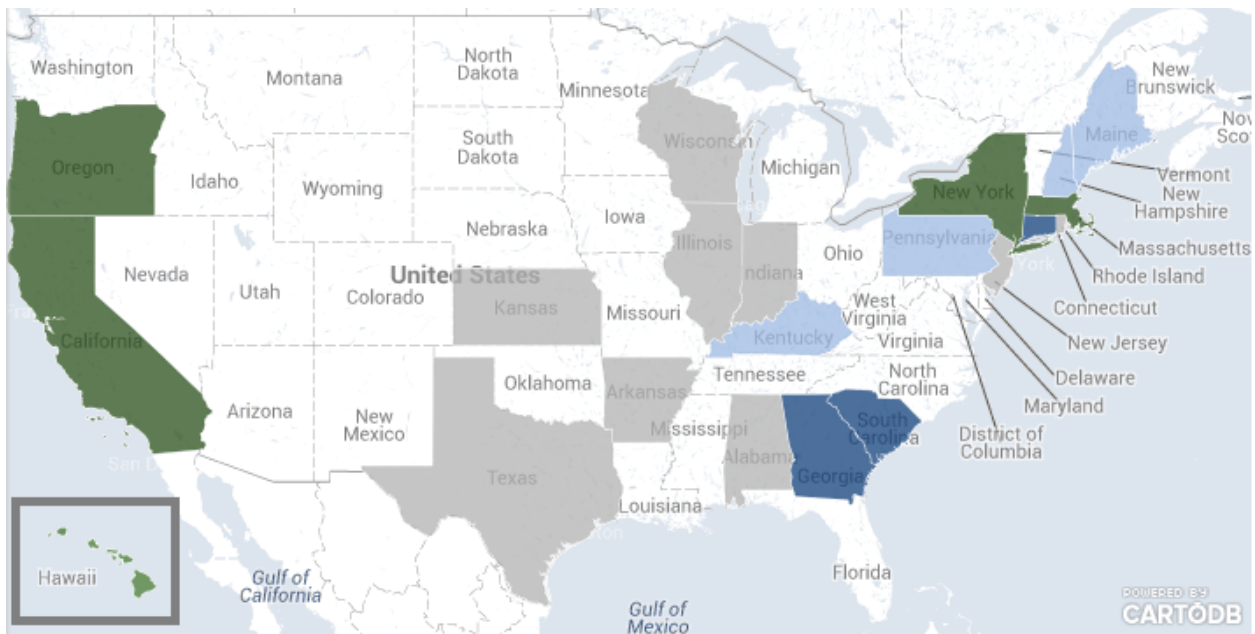 Washington
Montana
North
Dakota
Minnesota
New
Brunswick
Nov
Sco
Oregon
Idaho
Wyoming
South
Dakota
Wisconsin
Michigan
Maine
Vermont
New
Hampshire
New York
Massachusetts
Nebraska
Iowa
Illinois
Indiana
Ohio
Pennsylvania
York
Rhode Island
Connecticut
Nevada
Utah
Colorado
United States
Kansas
Missouri
West
Virginia
Virginia
Kentucky
New Jersey
Delaware
Maryland
District of
Columbia
California
Arizona
New
Mexico
Oklahoma
Arkansas
Tennessee
North
Carolina
Mississippi
Alabama
South
Carolina
Georgia
San D
Texas
Louisiana
ton
Florida
Hawaii
Gulf of
California
Gulf of
Mexico
POWERED BY
CARTODB